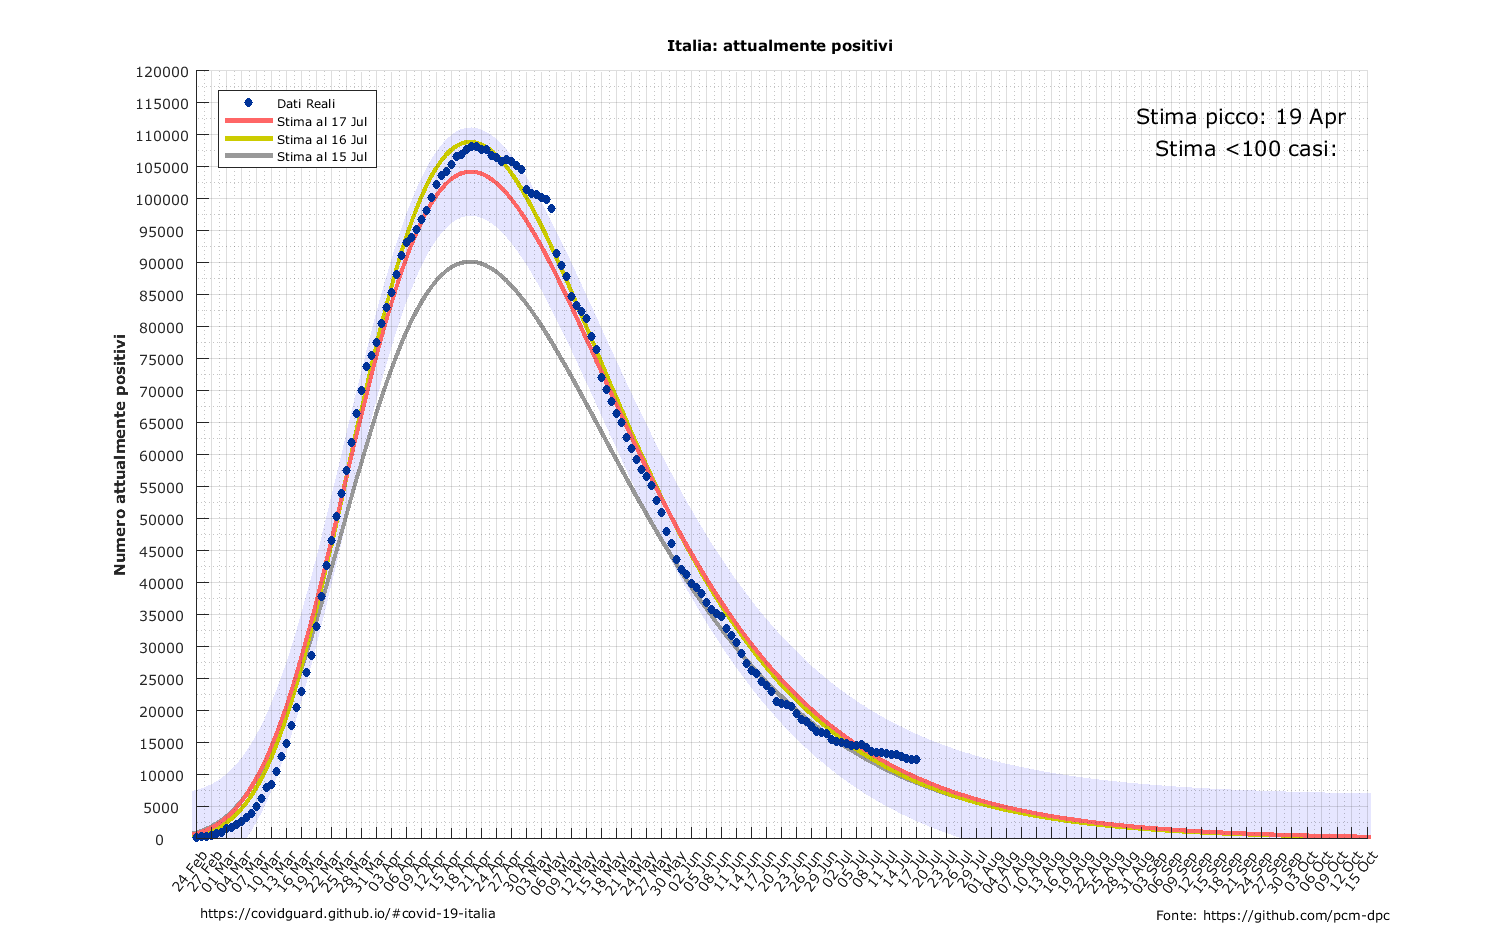 Italia: attualmente positivi
120000
115000
110000
105000
100000
95000
90000
85000
80000
75000
70000
65000
60000
55000
50000
45000
40000
35000
30000
25000
20000
15000
10000
5000
0
Numero attualmente positivi
Dati Reali
Stima al 17 Jul
Stima al 16 Jul
Stima al 15 Jul
Stima picco: 19 Apr
Stima <100 casi:
24 Feb
27 Feb
01 Mar
04 Mar
07 Mar
10 Mar
13 Mar
16 Mar
19 Mar
22 Mar
25 Mar
28 Mar
31 Mar
03 Apr
06 Apr
09 Apr
12 Apr
15 Apr
18 Apr
21 Apr
24 Apr
27 Apr
30 Apr
03 May
06 May
09 May
12 May
15 May
18 May
21 May
24 May
27 May
30 May
02 Jun
05 Jun
08 Jun
11 Jun
14 Jun
17 Jun
20 Jun
23 Jun
26 Jun
29 Jun
02 Jul
05 Jul
08 Jul
11 Jul
14 Jul
17 Jul
20 Jul
23 Jul
26 Jul
29 Jul
01 Aug
04 Aug
07 Aug
10 Aug
13 Aug
16 Aug
19 Aug
22 Aug
25 Aug
28 Aug
31 Aug
03 Sep
06 Sep
09 Sep
12 Sep
15 Sep
18 Sep
21 Sep
24 Sep
27 Sep
30 Sep
03 Oct
06 Oct
09 Oct
12 Oct
15 Oct
https://covidguard.github.io/#covid-19-italia
Fonte: https://github.com/pcm-dpc